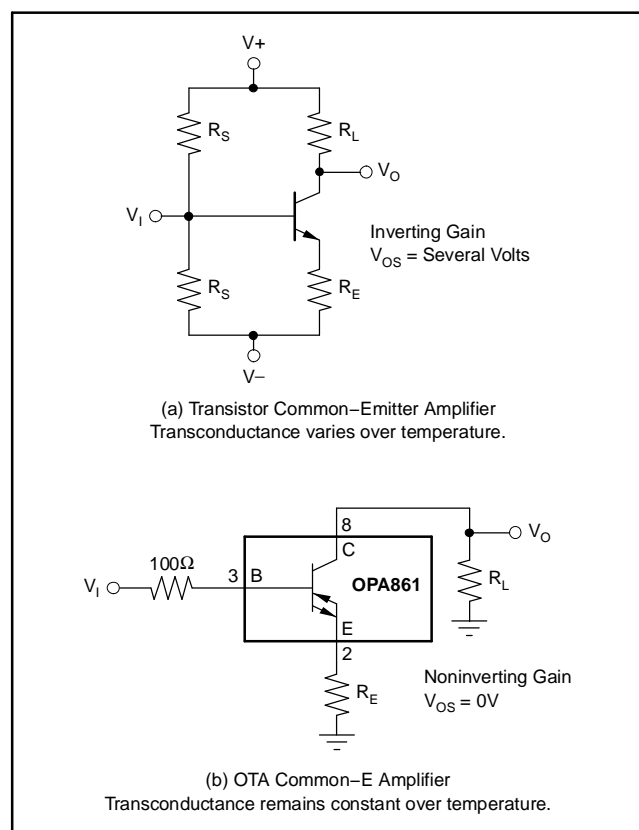 V+
R_S
R_L
V_O
V_I
Inverting Gain
V_OS = Several Volts
R_S
R_E
V−
(a) Transistor Common−Emitter Amplifier
Transconductance varies over temperature.
8
V_O
C
100Ω
3 B
OPA861
V_I
R_L
E
2
Noninverting Gain
R_E
V_OS = 0V
(b) OTA Common−E Amplifier
Transconductance remains constant over temperature.